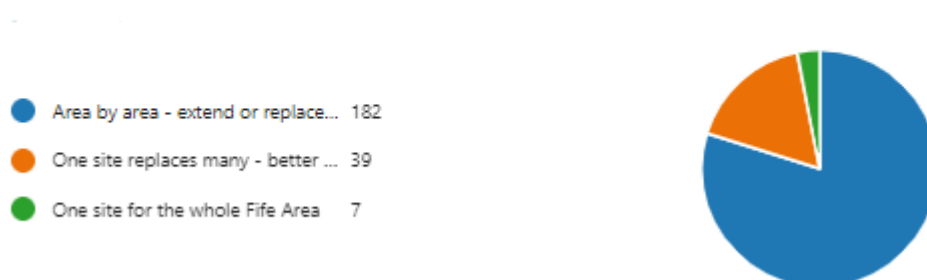 Area by area - extend or replace... 182
One site replaces many - better ... 39
One site for the whole Fife Area 7